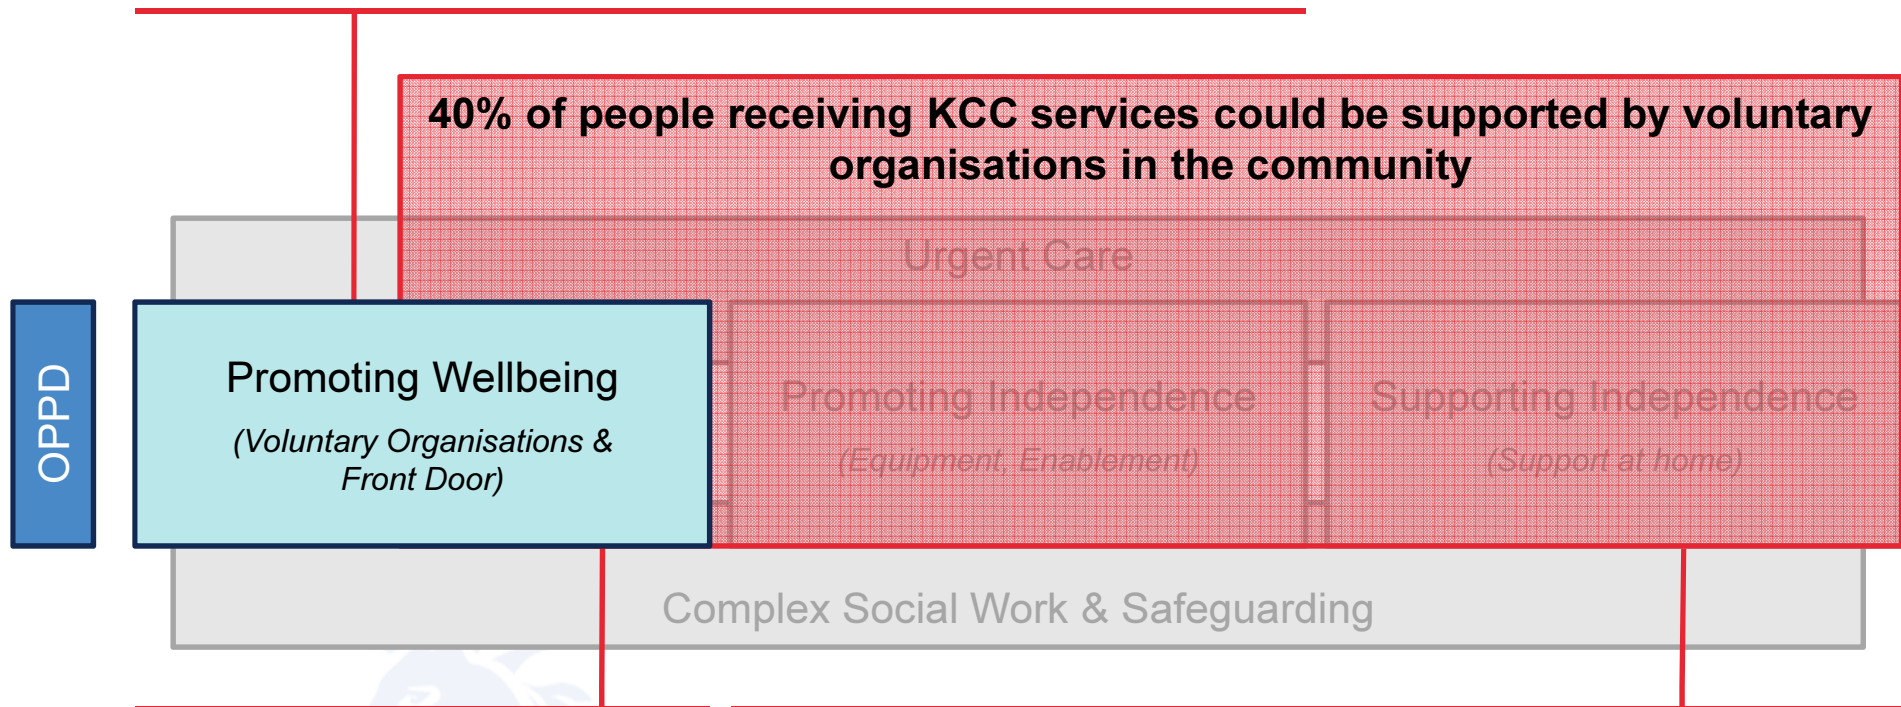 40% of people receiving KCC services could be supported by voluntary
organisations in the community
Urgent Care
OPPD
Promoting Wellbeing
(Voluntary Organisations &
Front Door)
Promoting Independence
(Equipment, Enablement)
Supporting Independence
(Support at home)
Complex Social Work & Safeguarding